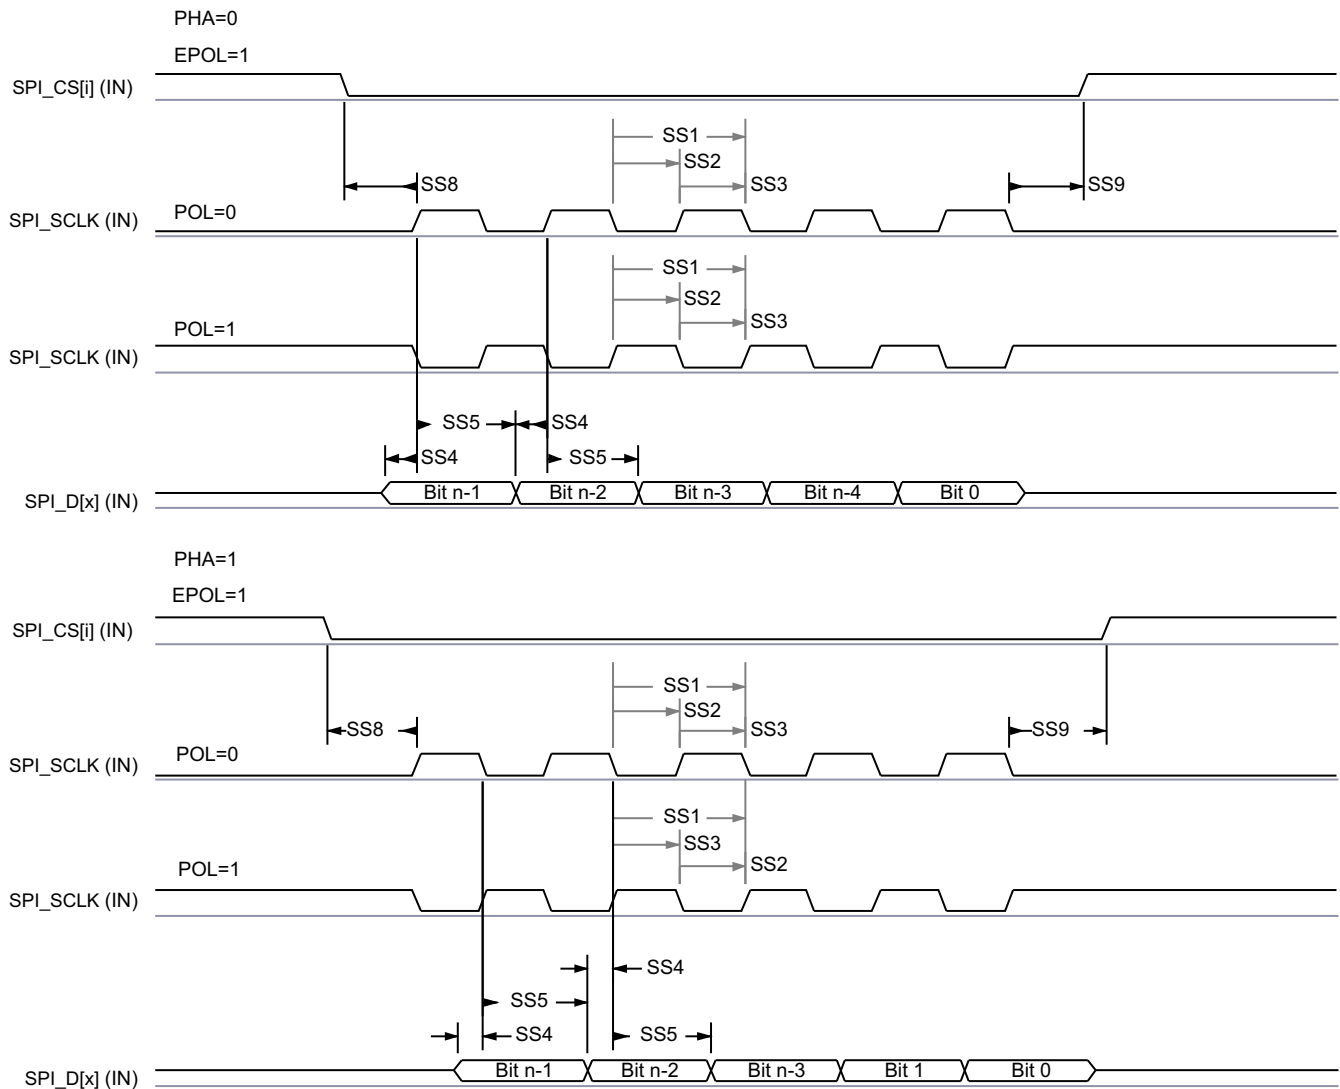 PHA=0
EPOL=1
SPI_CS[i] (IN)
SS1
SS2
SS8
SS3
SS9
POL=0
SPI_SCLK (IN)
SS1
SS2
SS3
POL=1
SPI_SCLK (IN)
SS5
SS4
SS4
SS5
SPI_D[x] (IN)
Bit n-1
Bit n-2
Bit n-3
Bit n-4
Bit 0
PHA=1
EPOL=1
SPI_CS[i] (IN)
SS1
SS2
SS8
SS3
SS9
POL=0
SPI_SCLK (IN)
SS1
SS3
SS2
POL=1
SPI_SCLK (IN)
SS4
SS5
SS4
SS5
SPI_D[x] (IN)
Bit n-1
Bit n-2
Bit n-3
Bit 1
Bit 0